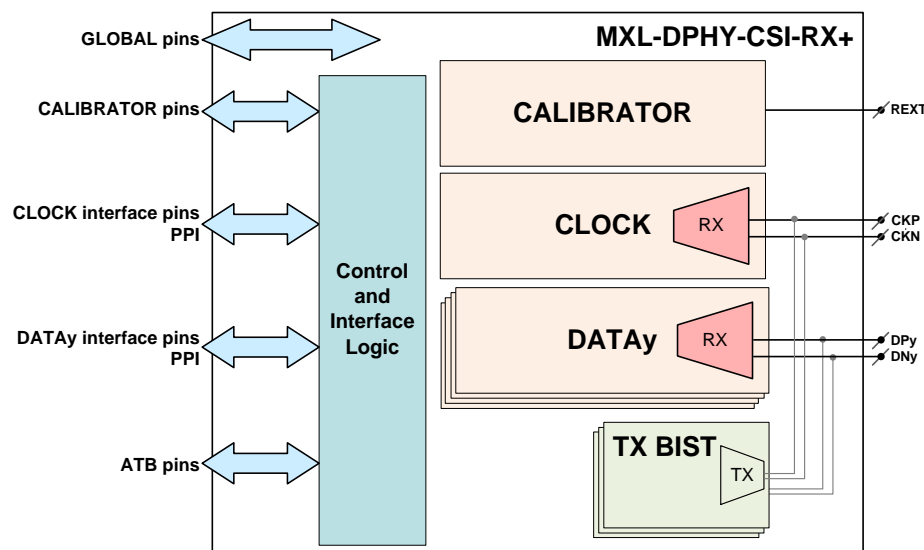 GLOBAL pins
MXL-DPHY-CSI-RX+
CALIBRATOR pins
CALIBRATOR
REXT
CLOCK interface pins
PPI
CLOCK
RX
CKP
CKN
Control
and
Interface
Logic
DATAy interface pins
PPI
DATAy
RX
DPy
DNy
ATB pins
TX BIST
TX